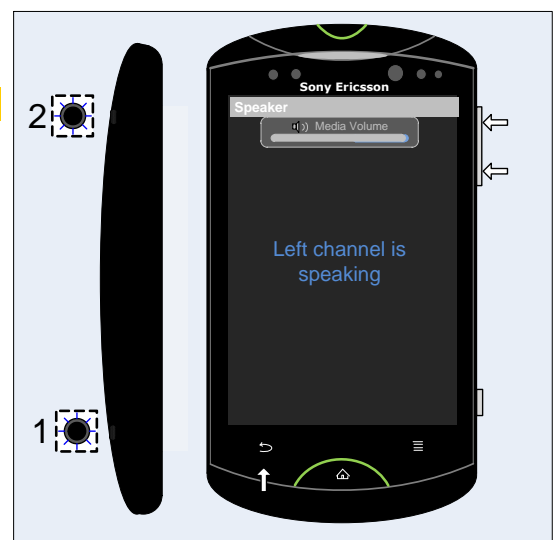 Sony Ericsson
Speaker
Media Volume
2
Left channel is
speaking
1